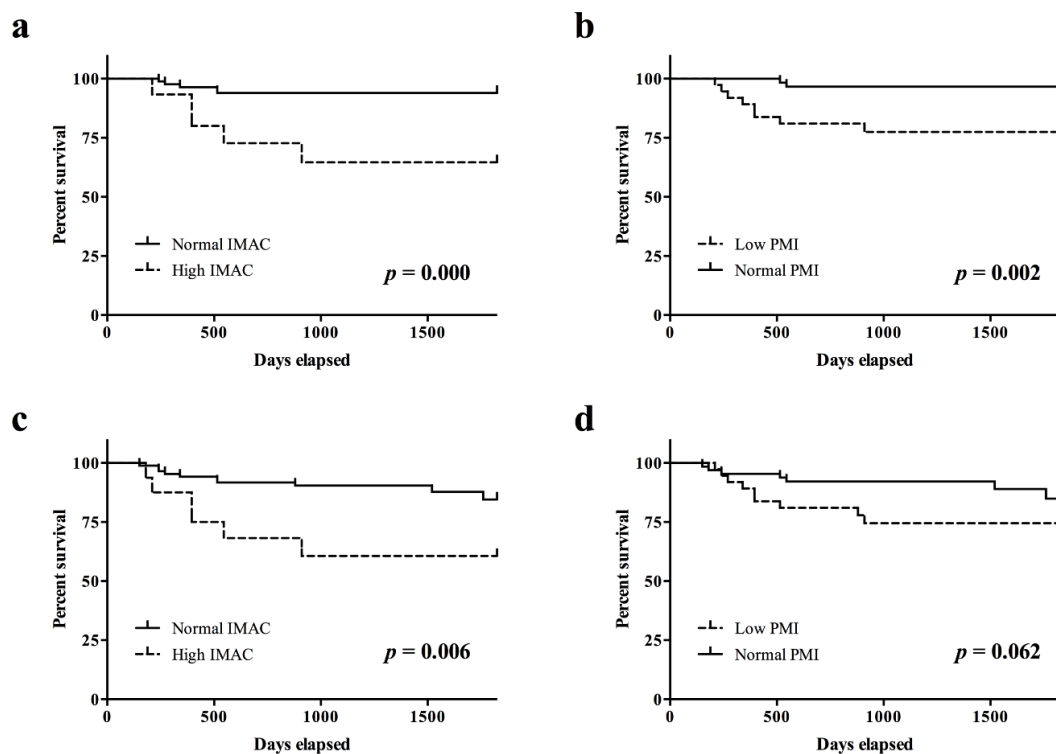 a
100
75
50
25
0
Percent survival
Normal IMAC
High IMAC
p = 0.000
0 500 1000 1500
Days elapsed
b
100
75
50
25
0
Percent survival
Low PMI
Normal PMI
p = 0.002
0 500 1000 1500
Days elapsed
c
100
75
50
25
0
Percent survival
Normal IMAC
High IMAC
p = 0.006
0 500 1000 1500
Days elapsed
d
100
75
50
25
0
Percent survival
Low PMI
Normal PMI
p = 0.062
0 500 1000 1500
Days elapsed